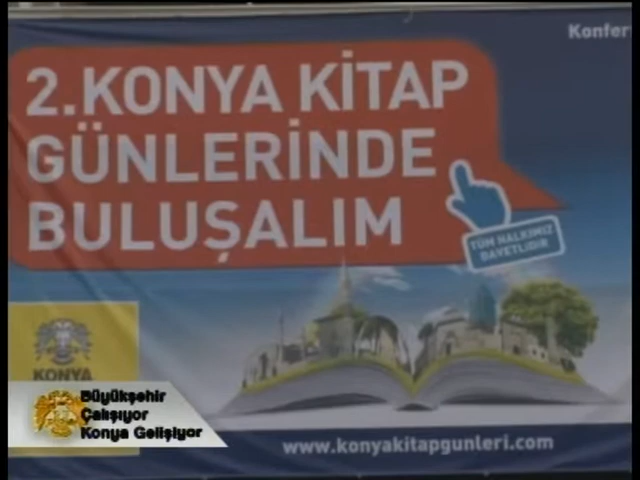 Konfer
2.KONYA KİTAP
GÜNLERİNDE
BULUŞALIM
TÜM HALKIMIZ
DAVETLİDİR
KONYA
Büyükşehir
Çalışıyor
Konya Gelişiyor
www.konyakitapgunleri.com